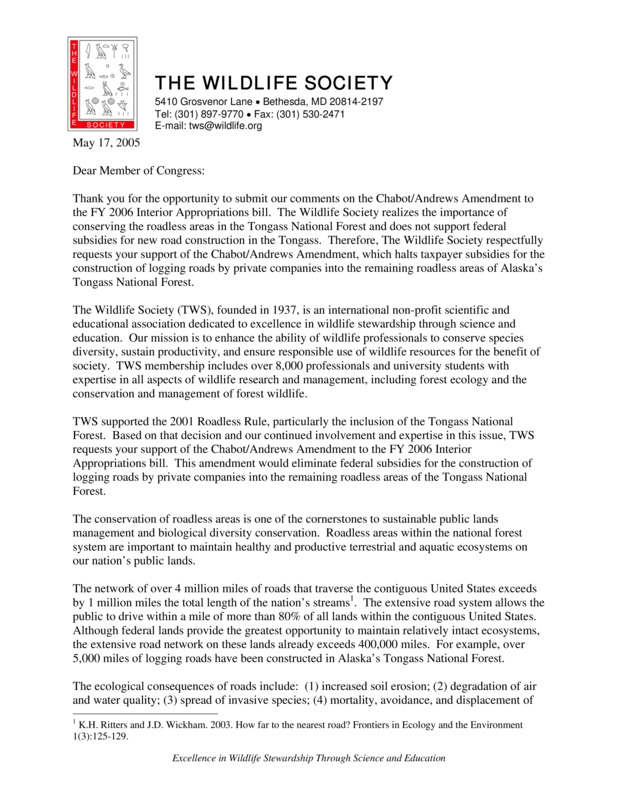 THE WILDLIFE
SOCIETY
THE WILDLIFE SOCIETY
5410 Grosvenor Lane • Bethesda, MD 20814-2197
Tel: (301) 897-9770 • Fax: (301) 530-2471
E-mail: tws@wildlife.org
May 17, 2005
Dear Member of Congress:
Thank you for the opportunity to submit our comments on the Chabot/Andrews Amendment to
the FY 2006 Interior Appropriations bill.  The Wildlife Society realizes the importance of
conserving the roadless areas in the Tongass National Forest and does not support federal
subsidies for new road construction in the Tongass.  Therefore, The Wildlife Society respectfully
requests your support of the Chabot/Andrews Amendment, which halts taxpayer subsidies for the
construction of logging roads by private companies into the remaining roadless areas of Alaska's
Tongass National Forest.
The Wildlife Society (TWS), founded in 1937, is an international non-profit scientific and
educational association dedicated to excellence in wildlife stewardship through science and
education.  Our mission is to enhance the ability of wildlife professionals to conserve species
diversity, sustain productivity, and ensure responsible use of wildlife resources for the benefit of
society.  TWS membership includes over 8,000 professionals and university students with
expertise in all aspects of wildlife research and management, including forest ecology and the
conservation and management of forest wildlife.
TWS supported the 2001 Roadless Rule, particularly the inclusion of the Tongass National
Forest.  Based on that decision and our continued involvement and expertise in this issue, TWS
requests your support of the Chabot/Andrews Amendment to the FY 2006 Interior
Appropriations bill.  This amendment would eliminate federal subsidies for the construction of
logging roads by private companies into the remaining roadless areas of the Tongass National
Forest.
The conservation of roadless areas is one of the cornerstones to sustainable public lands
management and biological diversity conservation.  Roadless areas within the national forest
system are important to maintain healthy and productive terrestrial and aquatic ecosystems on
our nation's public lands.
The network of over 4 million miles of roads that traverse the contiguous United States exceeds
by 1 million miles the total length of the nation's streams1.  The extensive road system allows the
public to drive within a mile of more than 80% of all lands within the contiguous United States.
Although federal lands provide the greatest opportunity to maintain relatively intact ecosystems,
the extensive road network on these lands already exceeds 400,000 miles.  For example, over
5,000 miles of logging roads have been constructed in Alaska's Tongass National Forest.
The ecological consequences of roads include:  (1) increased soil erosion; (2) degradation of air
and water quality; (3) spread of invasive species; (4) mortality, avoidance, and displacement of
1 K.H. Ritters and J.D. Wickham. 2003. How far to the nearest road? Frontiers in Ecology and the Environment
1(3):125-129.
Excellence in Wildlife Stewardship Through Science and Education